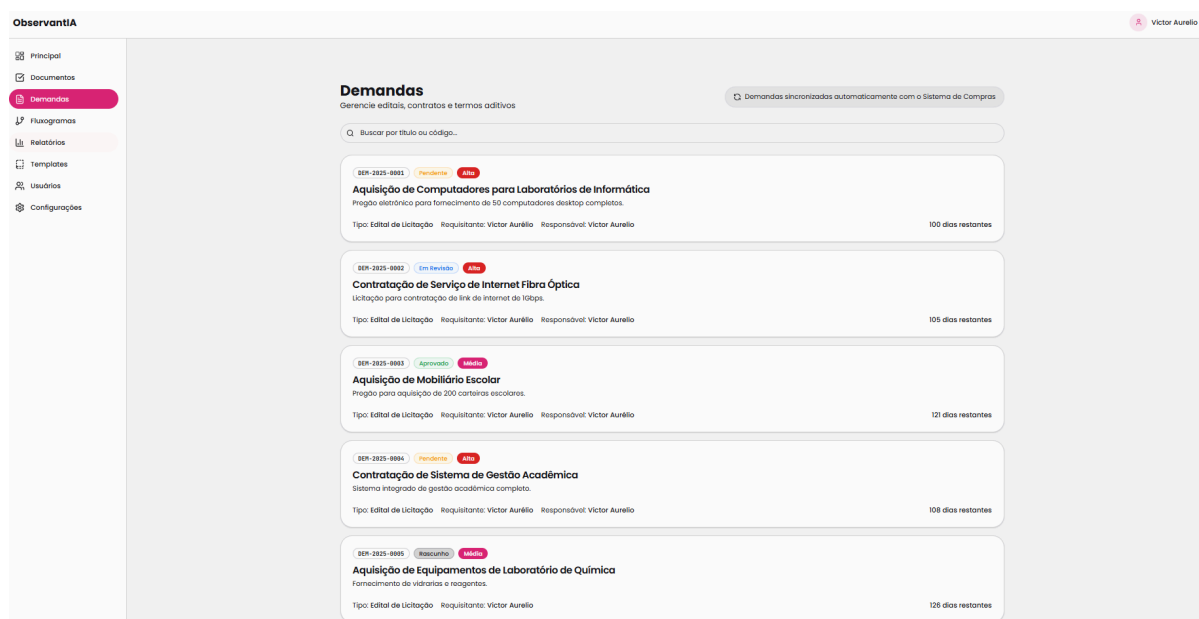 ObservantIA
Victor Aurelio
Principal
Documentos
Demandas
Fluxogramas
Relatórios
Templates
Usuários
Configurações
Demandas
Gerencie editais, contratos e termos aditivos
Demandas sincronizadas automaticamente com o Sistema de Compras
Buscar por título ou código...
DEM-2025-0001 Pendente Alta
Aquisição de Computadores para Laboratórios de Informática
Pregão eletrônico para fornecimento de 50 computadores desktop completos.
Tipo: Edital de Licitação Requisitante: Victor Aurélio Responsável: Victor Aurelio 100 dias restantes
DEM-2025-0002 Em Revisão Alta
Contratação de Serviço de Internet Fibra Óptica
Licitação para contratação de link de internet de 1Gbps.
Tipo: Edital de Licitação Requisitante: Victor Aurélio Responsável: Victor Aurelio 105 dias restantes
DEM-2025-0003 Aprovado Média
Aquisição de Mobiliário Escolar
Pregão para aquisição de 200 carteiras escolares.
Tipo: Edital de Licitação Requisitante: Victor Aurelio Responsável: Victor Aurélio 121 dias restantes
DEM-2025-0004 Pendente Alta
Contratação de Sistema de Gestão Acadêmica
Sistema integrado de gestão acadêmica completo.
Tipo: Edital de Licitação Requisitante: Victor Aurélio Responsável: Victor Aurelio 108 dias restantes
DEM-2025-0005 Rascunho Média
Aquisição de Equipamentos de Laboratório de Química
Fornecimento de vidrarias e reagentes.
Tipo: Edital de Licitação Requisitante: Victor Aurelio 126 dias restantes